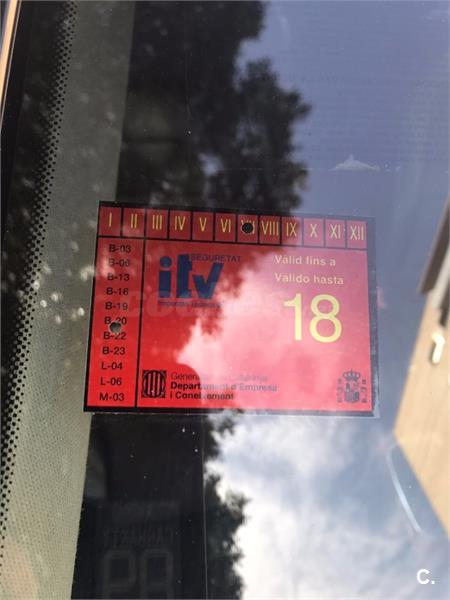 I II III IV V VI VIII IX X XI XII
B-03
B-06
B-13
B-16
B-19
B-20
B-22
B-23
L-04
L-06
M-03
SEGURETAT
itv
Vàlid fins a
Válido hasta
18
Generalitat de Catalunya
Departament d'Empresa
i Coneixement
C.